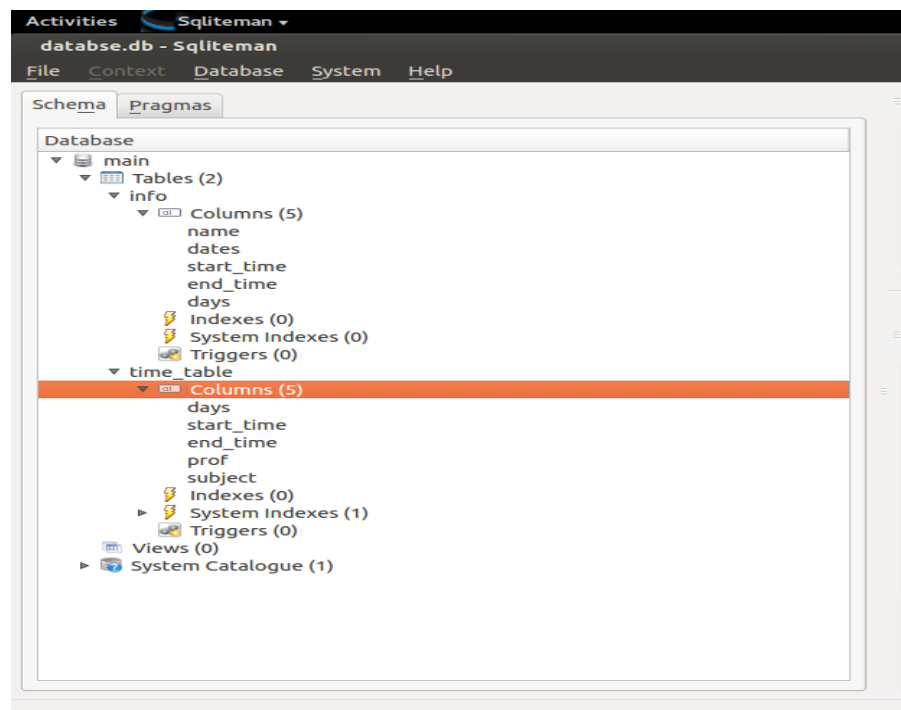 Activities Sqliteman
databse.db - Sqliteman
File Context Database System Help
Schema Pragmas
Database
main
Tables (2)
info
Columns (5)
name
dates
start_time
end_time
days
Indexes (0)
System Indexes (0)
Triggers (0)
time_table
Columns (5)
days
start_time
end_time
prof
subject
Indexes (0)
System Indexes (1)
Triggers (0)
Views (0)
System Catalogue (1)